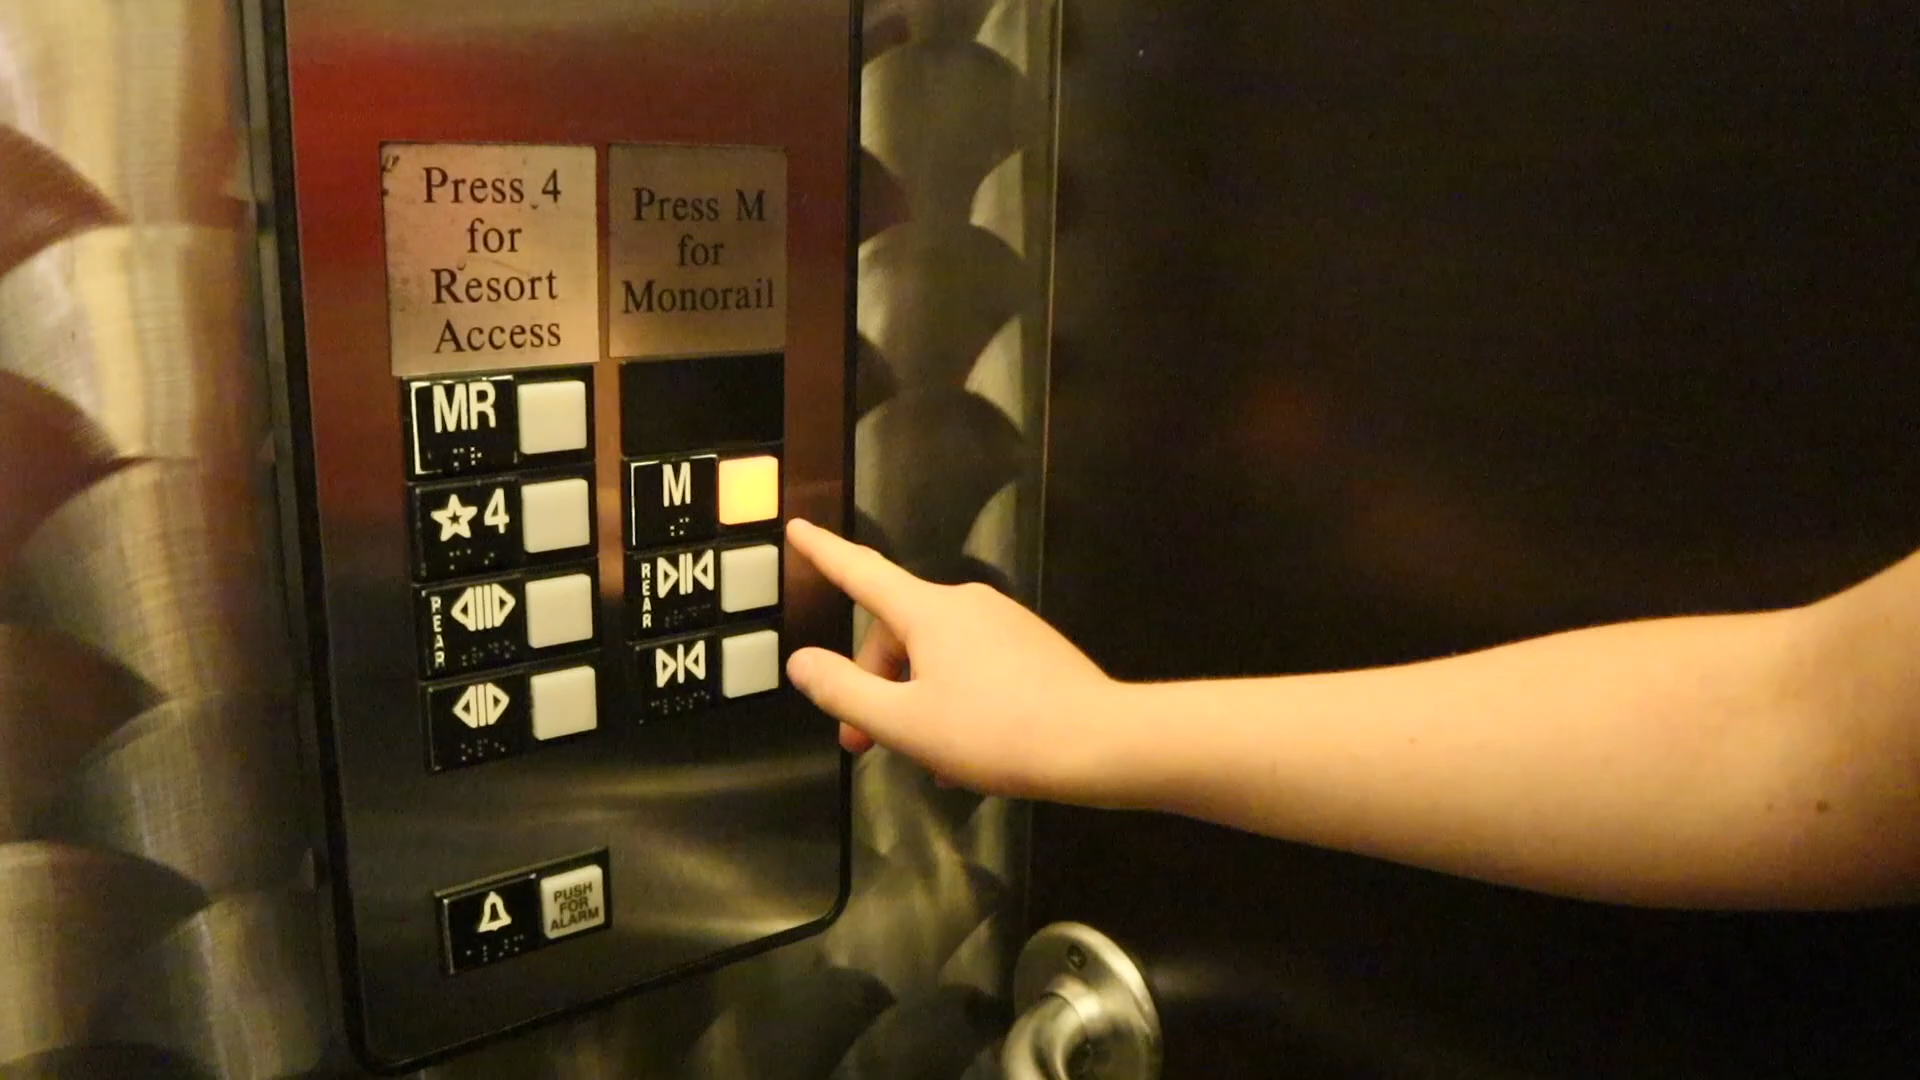 Press 4
for
Resort
Access
Press M
for
Monorail
MR
☆4
REAR
M
REAR
PUSH
FOR
ALARM